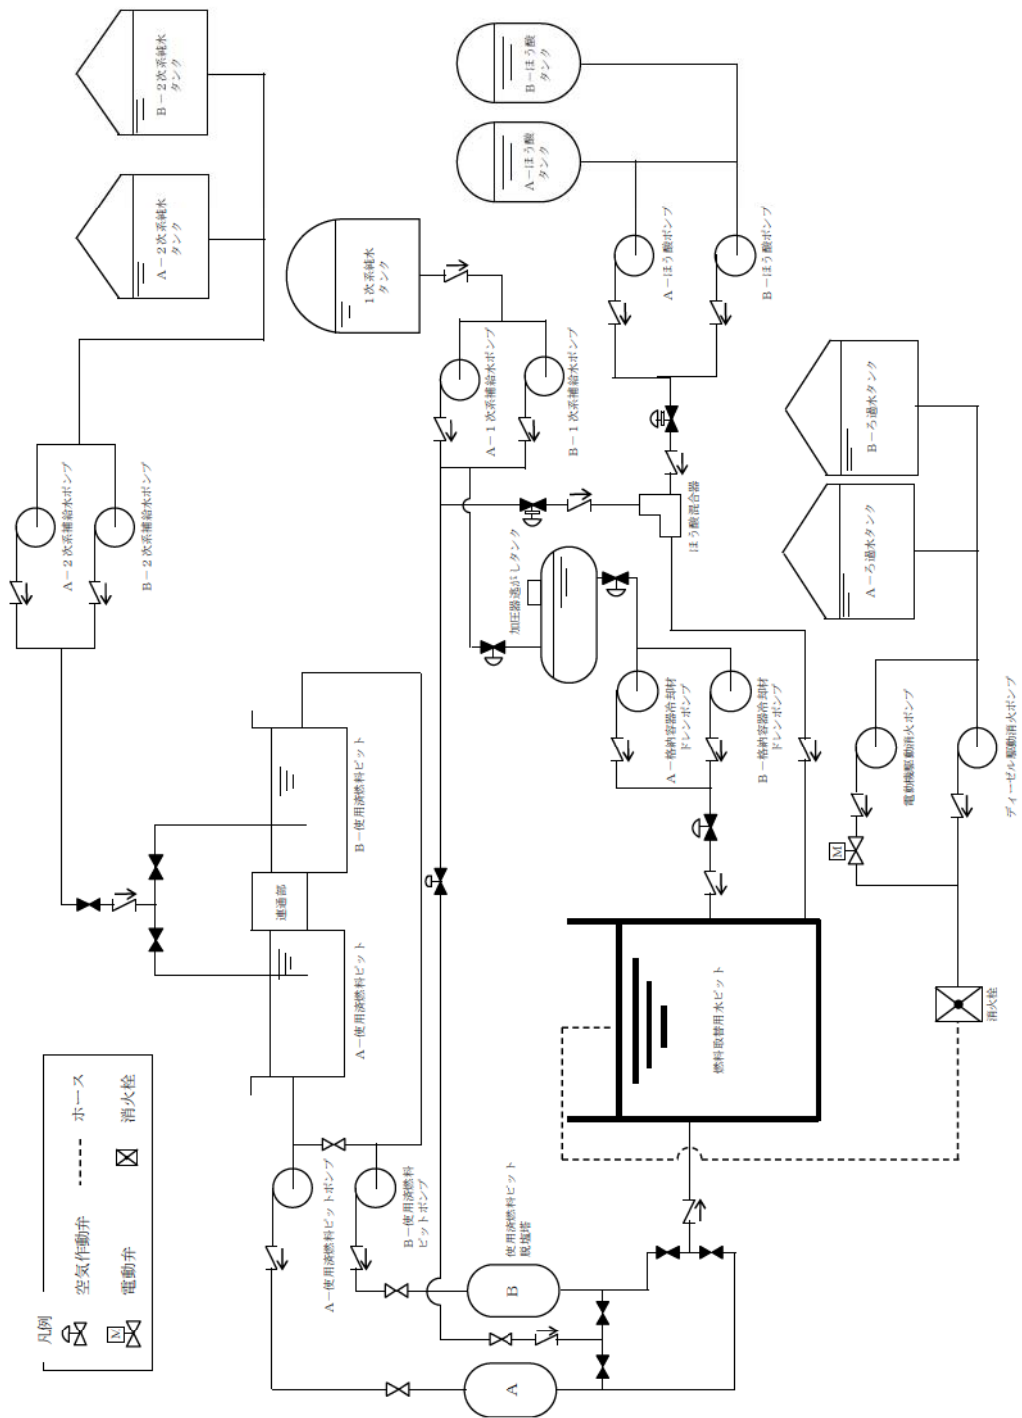 凡例
空気作動弁
ホース
M
電動弁
消火栓
A－2次系純水
タンク
B－2次系純水
タンク
A－2次系補給水ポンプ
B－2次系補給水ポンプ
A－使用済燃料ピット
連通部
B－使用済燃料ピット
A－使用済燃料ピットポンプ
B－使用済燃料
ピットポンプ
1次系純水
タンク
A－1次系補給水ポンプ
B－1次系補給水ポンプ
A－ほう酸
タンク
B－ほう酸
タンク
A－ほう酸ポンプ
B－ほう酸ポンプ
ほう酸混合器
加圧器逃がしタンク
A－格納容器冷却材
ドレンポンプ
B－格納容器冷却材
ドレンポンプ
使用済燃料ピット
脱塩塔
A
B
燃料取替用水ピット
A－ろ過水タンク
B－ろ過水タンク
M
電動機駆動消火ポンプ
ディーゼル駆動消火ポンプ
消火栓